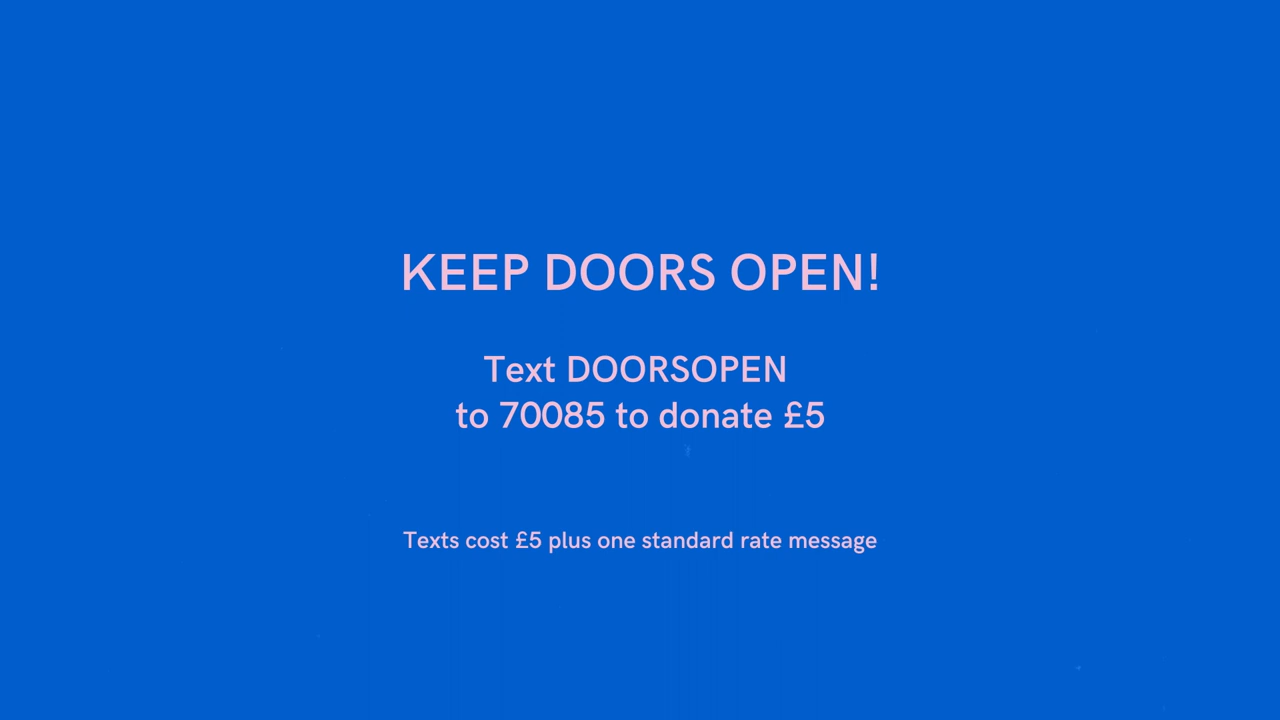 KEEP DOORS OPEN!
Text DOORSOPEN
to 70085 to donate £5
Texts cost £5 plus one standard rate message